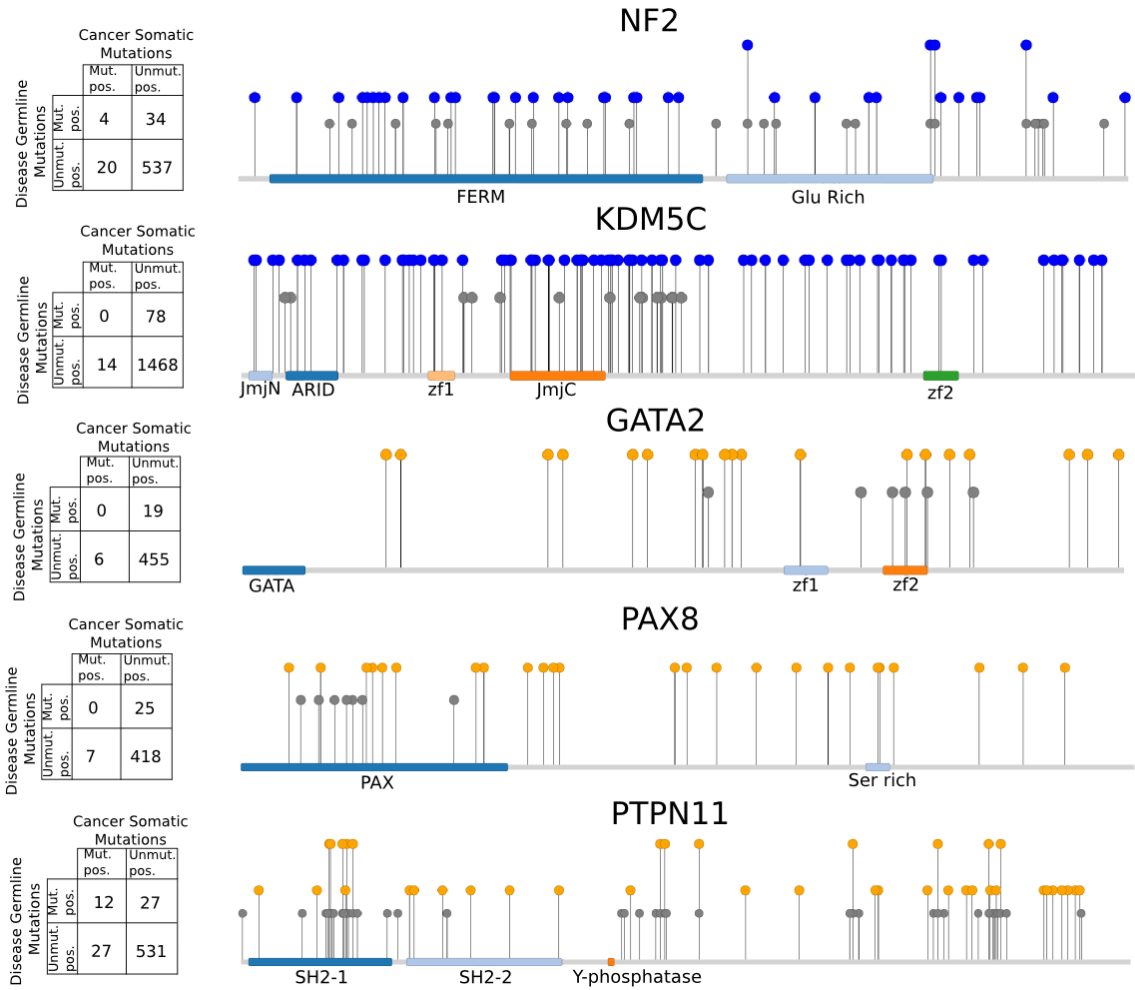 NF2
Cancer Somatic
Mutations
Mut. pos.
Unmut. pos.
Disease Germline
Mutations
Mut. pos.
4 34
Unmut. pos.
20 537
FERM
Glu Rich
KDM5C
Cancer Somatic
Mutations
Mut. pos.
Unmut. pos.
Disease Germline
Mutations
Mut. pos.
0 78
Unmut. pos.
14 1468
JmjN
ARID
zf1
JmjC
zf2
GATA2
Cancer Somatic
Mutations
Mut. pos.
Unmut. pos.
Disease Germline
Mutations
Mut. pos.
0 19
Unmut. pos.
6 455
GATA
zf1
zf2
PAX8
Cancer Somatic
Mutations
Mut. pos.
Unmut. pos.
Disease Germline
Mutations
Mut. pos.
0 25
Unmut. pos.
7 418
PAX
Ser rich
PTPN11
Cancer Somatic
Mutations
Mut. pos.
Unmut. pos.
Disease Germline
Mutations
Mut. pos.
12 27
Unmut. pos.
27 531
SH2-1
SH2-2
Y-phosphatase